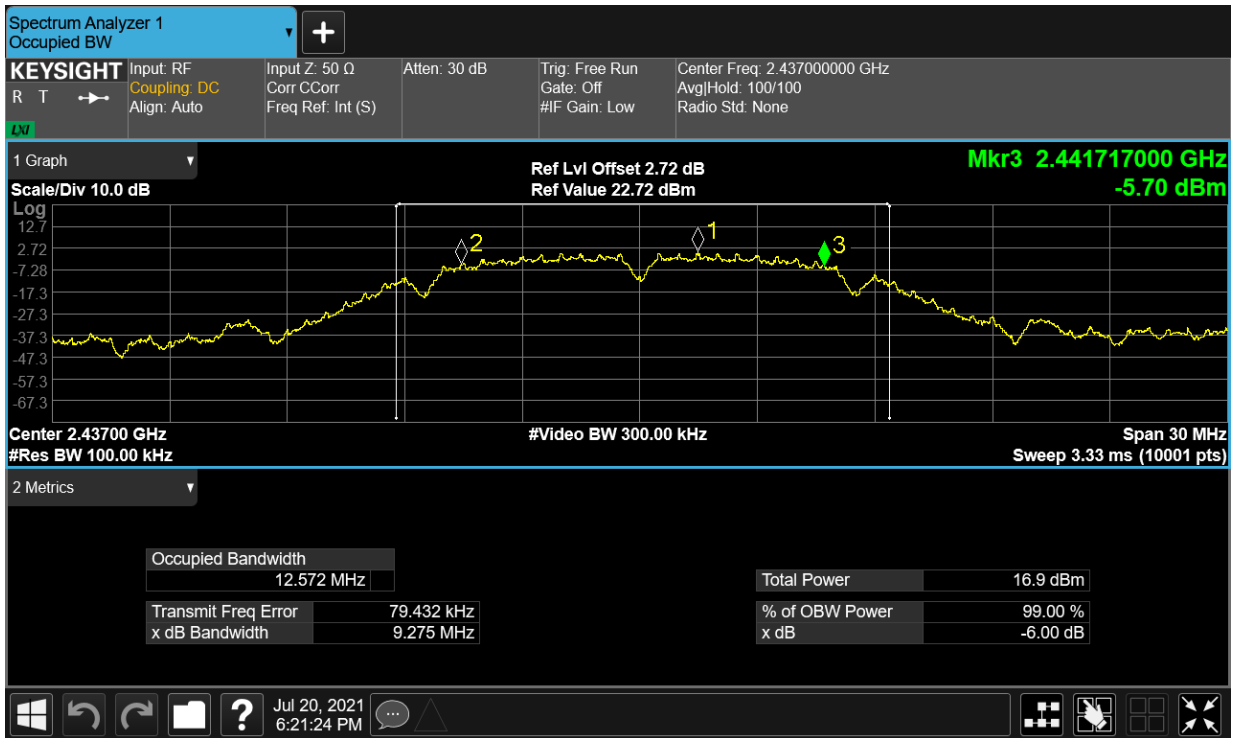 Spectrum Analyzer 1
Occupied BW
KEYSIGHT
R T
LXI
Input: RF
Coupling: DC
Align: Auto
Input Z: 50 Ω
Corr CCorr
Freq Ref: Int (S)
Atten: 30 dB
Trig: Free Run
Gate: Off
#IF Gain: Low
Center Freq: 2.437000000 GHz
Avg|Hold: 100/100
Radio Std: None
1 Graph
Scale/Div 10.0 dB
Ref Lvl Offset 2.72 dB
Ref Value 22.72 dBm
Mkr3 2.441717000 GHz
-5.70 dBm
Log
12.7
2.72
-7.28
-17.3
-27.3
-37.3
-47.3
-57.3
-67.3
2
1
3
Center 2.43700 GHz
#Video BW 300.00 kHz
Span 30 MHz
#Res BW 100.00 kHz
Sweep 3.33 ms (10001 pts)
2 Metrics
Occupied Bandwidth
12.572 MHz
Total Power 16.9 dBm
Transmit Freq Error 79.432 kHz
% of OBW Power 99.00 %
x dB Bandwidth 9.275 MHz
x dB -6.00 dB
?
Jul 20, 2021
6:21:24 PM